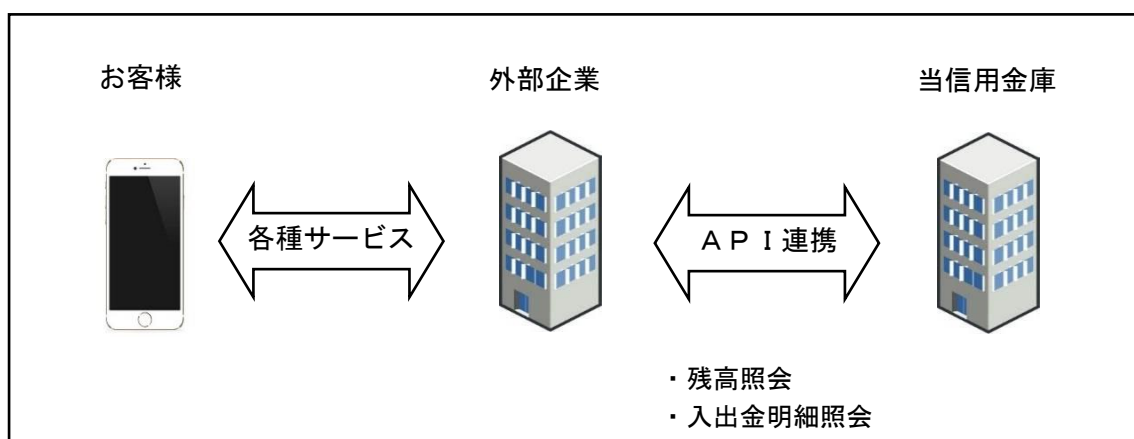 お客様
外部企業
当信用金庫
各種サービス
ＡＰＩ連携
・残高照会
・入出金明細照会